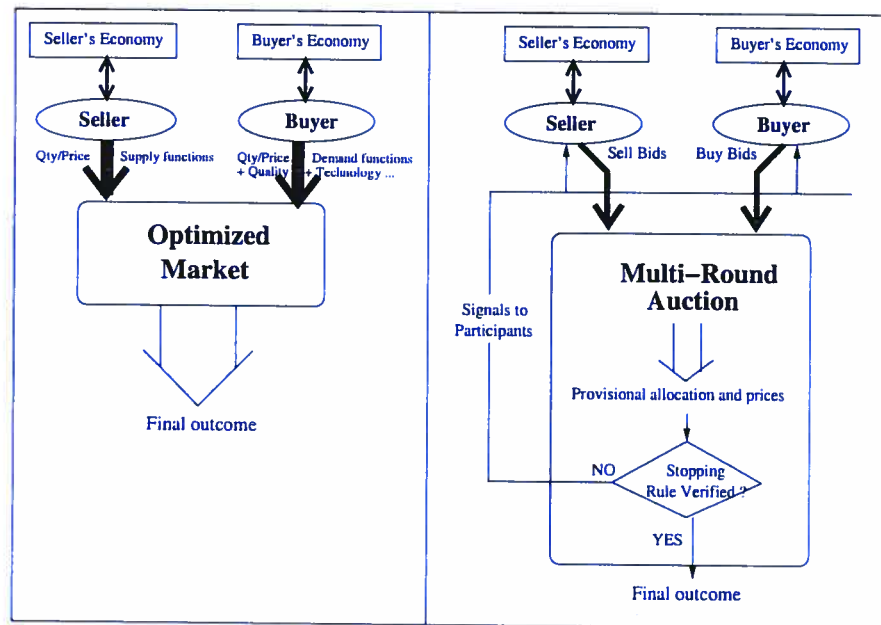 Seller's Economy
Buyer's Economy
Seller
Buyer
Qty/Price
Supply functions
Qty/Price
+ Quality
Demand functions
+ Technology ...
Optimized
Market
Final outcome
Seller's Economy
Buyer's Economy
Seller
Buyer
Sell Bids
Buy Bids
Multi–Round
Auction
Signals to
Participants
Provisional allocation and prices
NO
Stopping
Rule Verified ?
YES
Final outcome